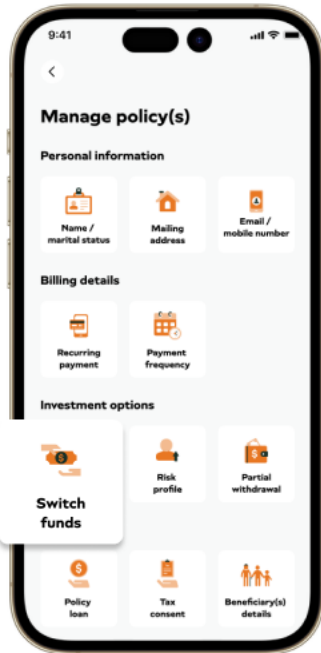 9:41
Manage policy(s)
Personal information
Name /
marital status
Mailing
address
Email /
mobile number
Billing details
Recurring
payment
Payment
frequency
Investment options
Switch
funds
Risk
profile
Partial
withdrawal
Policy
loan
Tax
consent
Beneficiary(s)
details